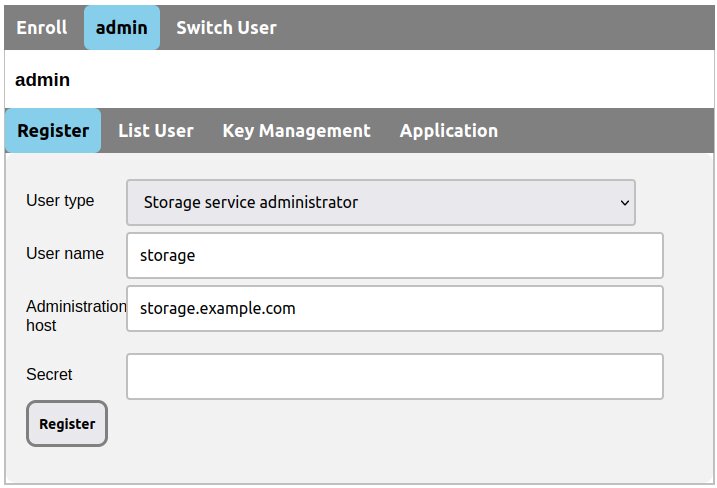 Enroll admin Switch User
admin
Register List User Key Management Application
User type Storage service administrator
User name storage
Administration
host storage.example.com
Secret
Register